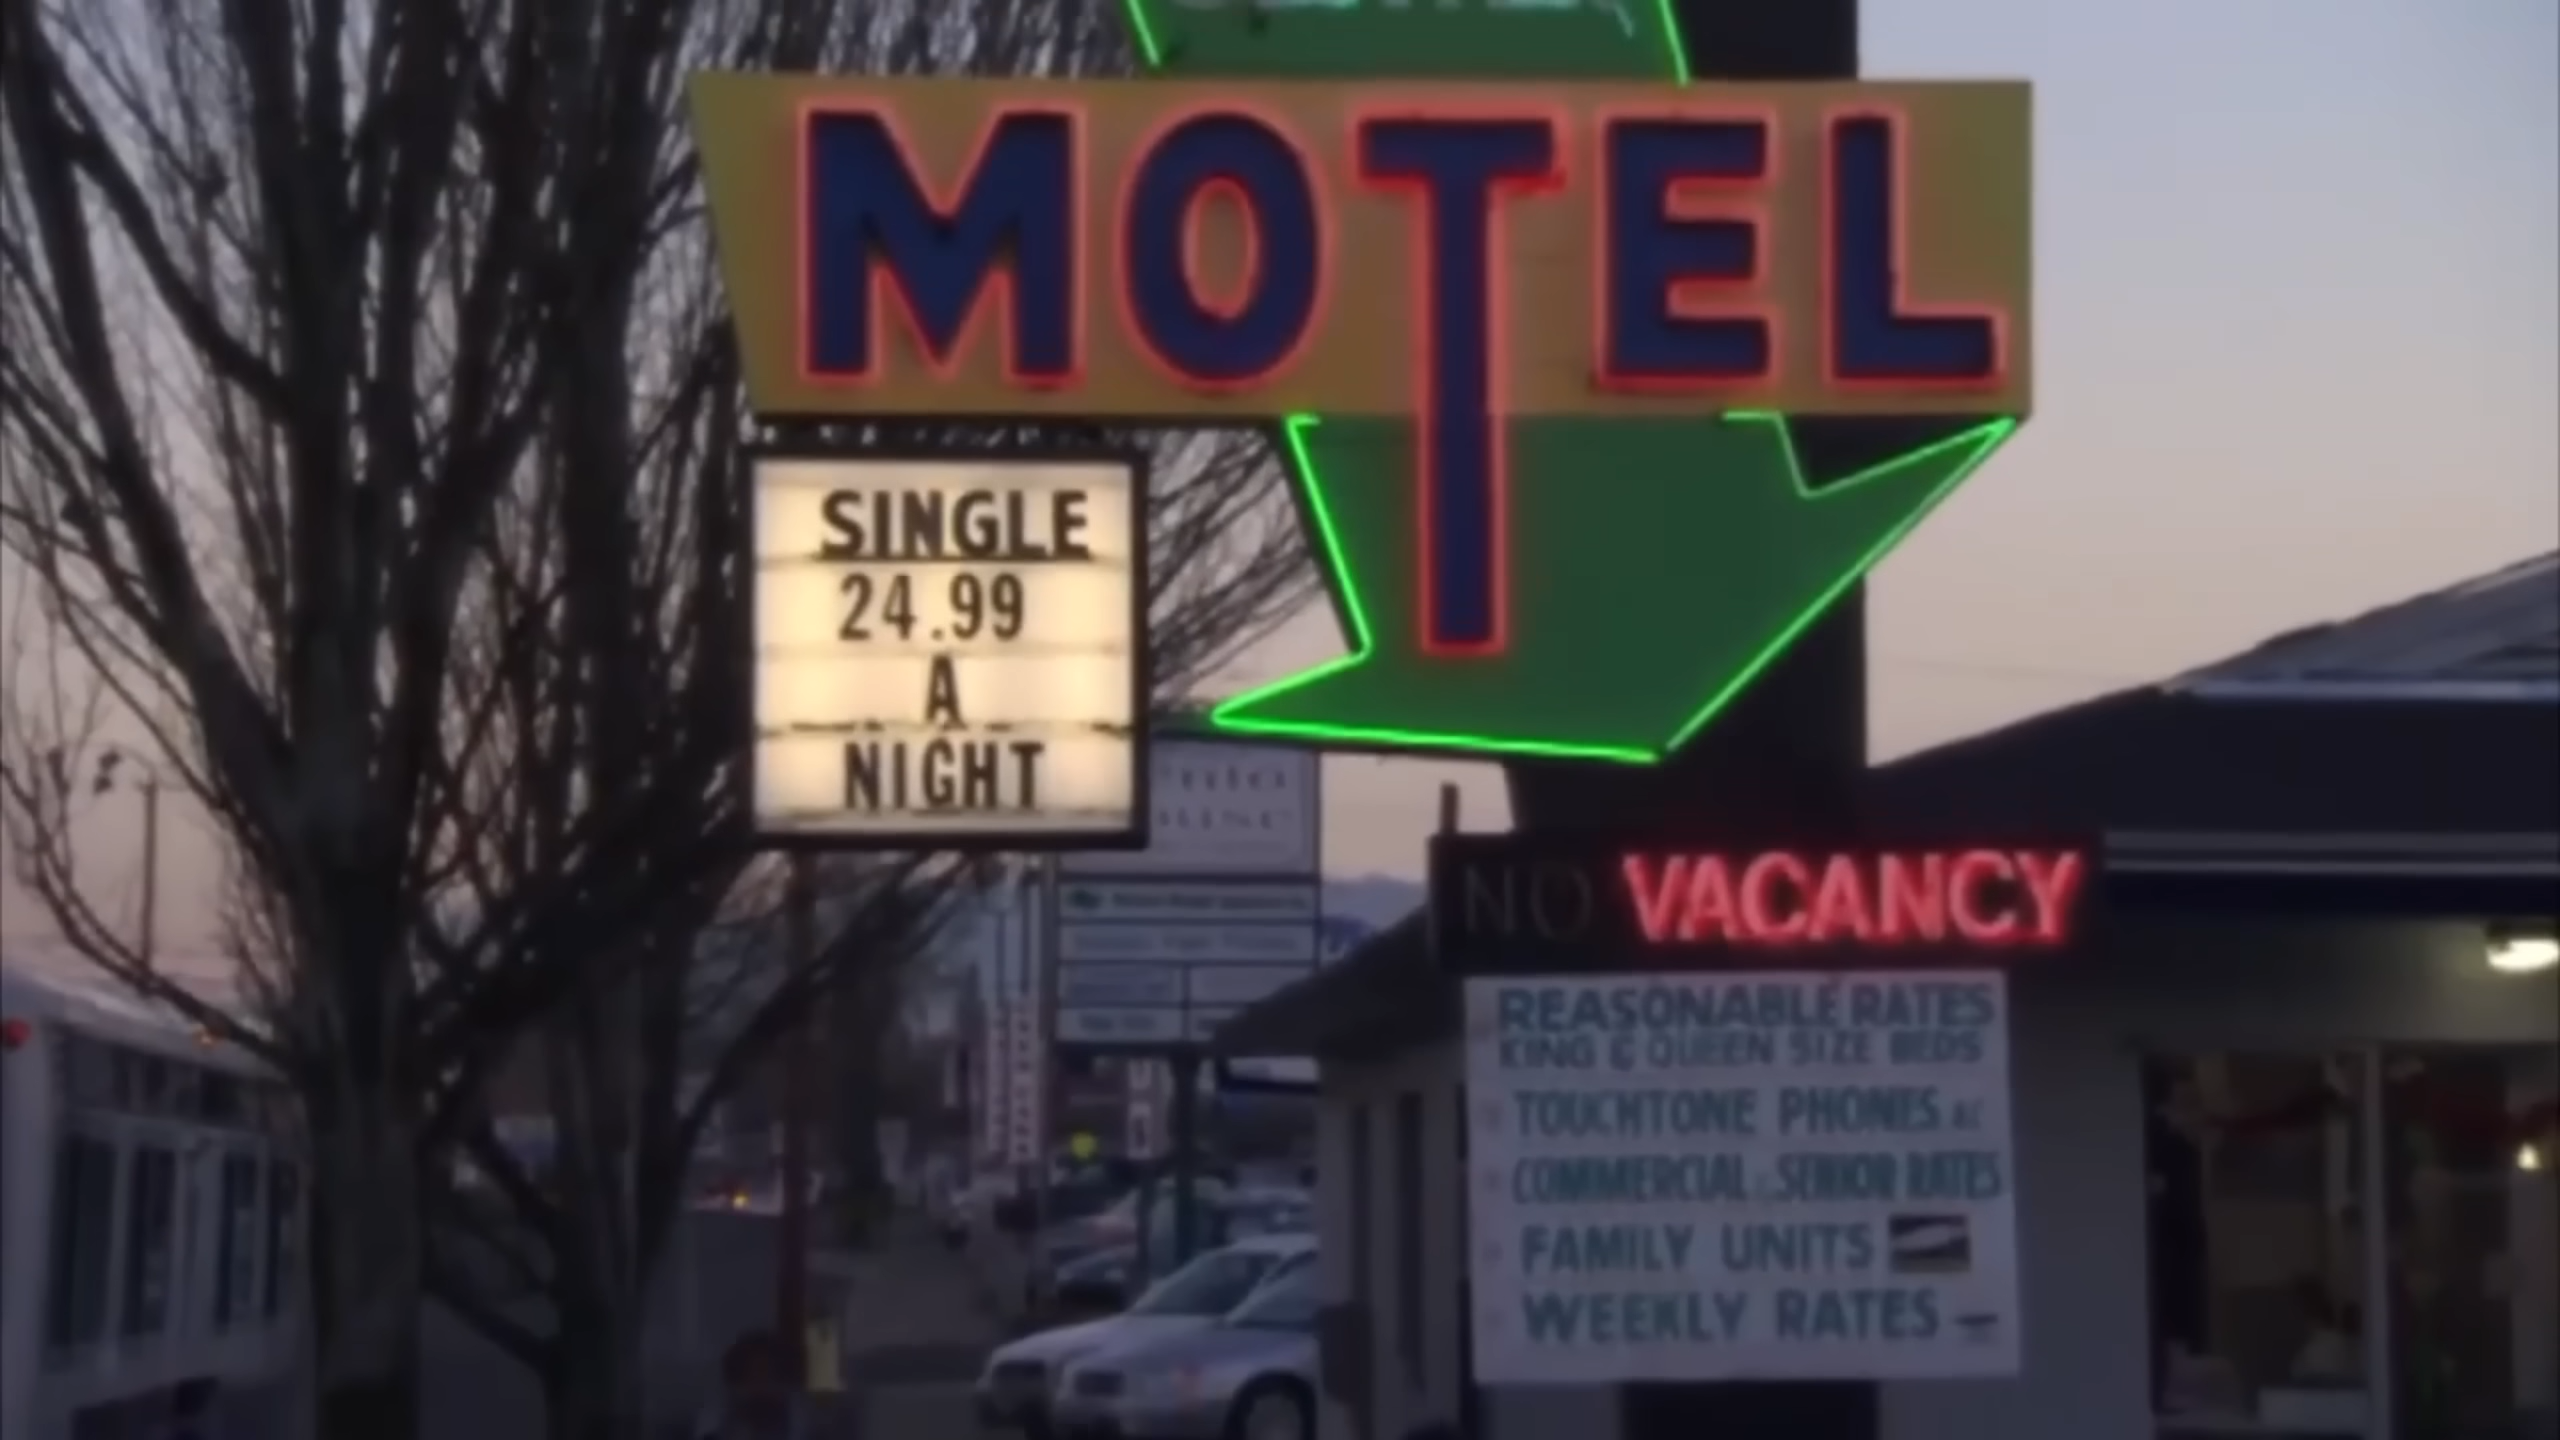 MOTEL
SINGLE
24.99
A
NIGHT
NO VACANCY
REASONABLE RATES
KING & QUEEN SIZE BEDS
TOUCHTONE PHONES
COMMERCIAL & SENIOR RATES
FAMILY UNITS
WEEKLY RATES